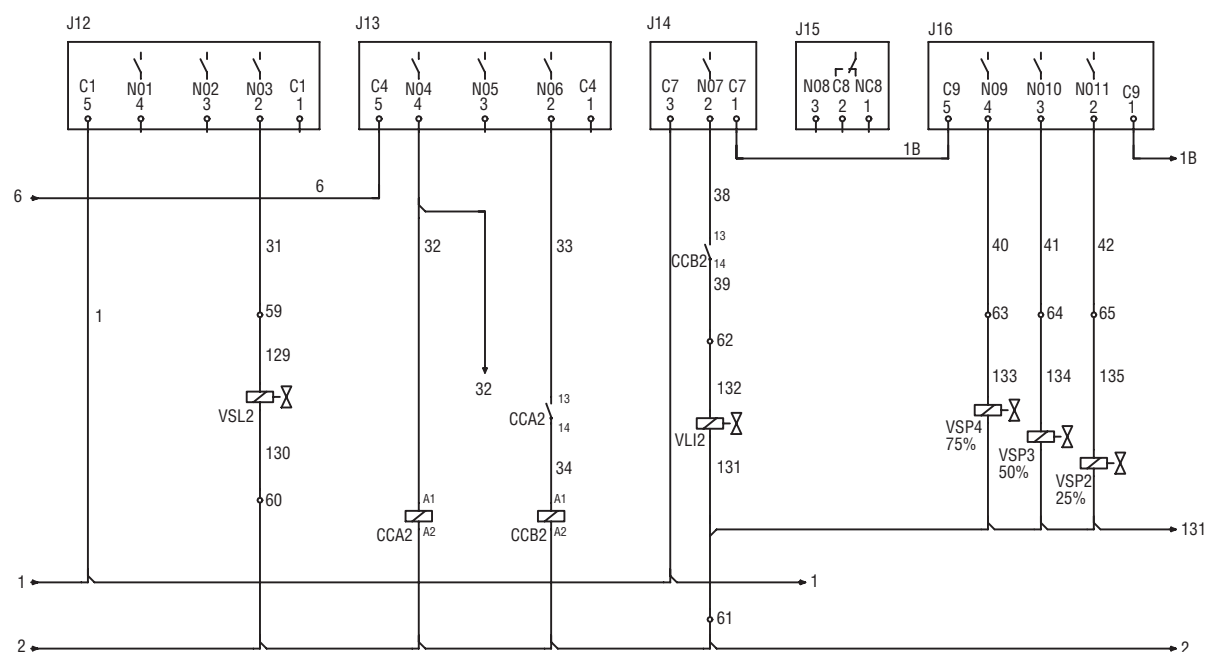 J12
J13
J14
J15
J16
C1 N01 N02 N03 C1
5 4 3 2 1
C4 N04 N05 N06 C4
5 4 3 2 1
C7 N07 C7
3 2 1
N08 C8 NC8
3 2 1
C9 N09 N010 N011 C9
5 4 3 2 1
1B
1B
6
6
38
31
32
33
13
CCB2
14
39
40
41
42
1
59
62
63
64
65
129
32
132
133
134
135
VSL2
13
CCA2
14
VLI2
VSP4
75%
VSP3
50%
VSP2
25%
130
34
131
60
A1
CCA2
A2
A1
CCB2
A2
131
1
1
61
2
2